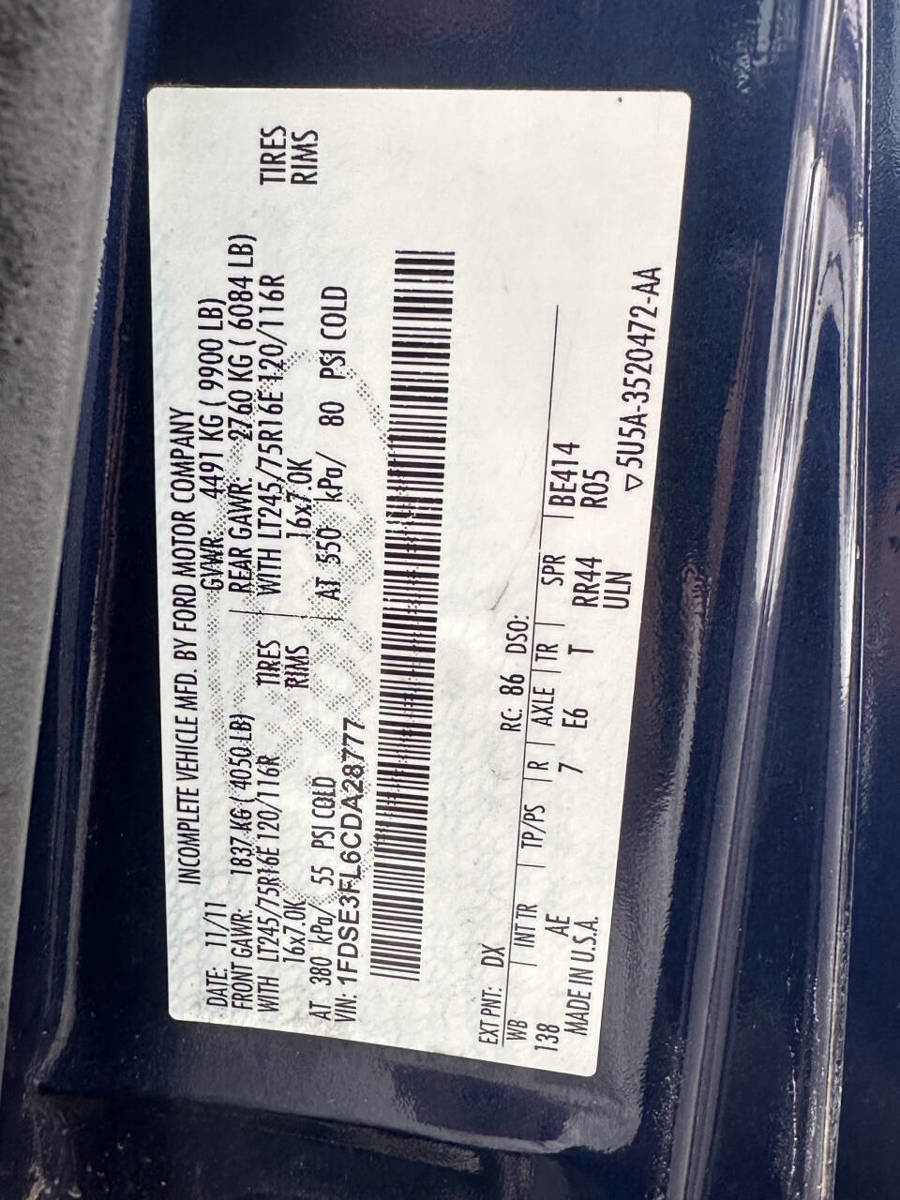 INCOMPLETE VEHICLE MFD. BY FORD MOTOR COMPANY
DATE: 11/11 GVWR: 4491 KG ( 9900 LB)
FRONT GAWR: 1837 KG ( 4050 LB) REAR GAWR: 2760 KG ( 6084 LB)
WITH LT245/75R16E 120/116R TIRES WITH LT245/75R16E 120/116R TIRES
16x7.0K RIMS 16x7.0K RIMS
AT 380 kPa/ 55 PSI COLD AT 550 kPa/ 80 PSI COLD
VIN: 1FDSE3FL6CDA28777
EXT PNT: DX RC: 86 DSO:
WB INT TR TP/PS R AXLE TR SPR BE414
138 AE 7 E6 T RR44 R05
MADE IN U.S.A. ULN
▽ 5U5A-3520472-AA